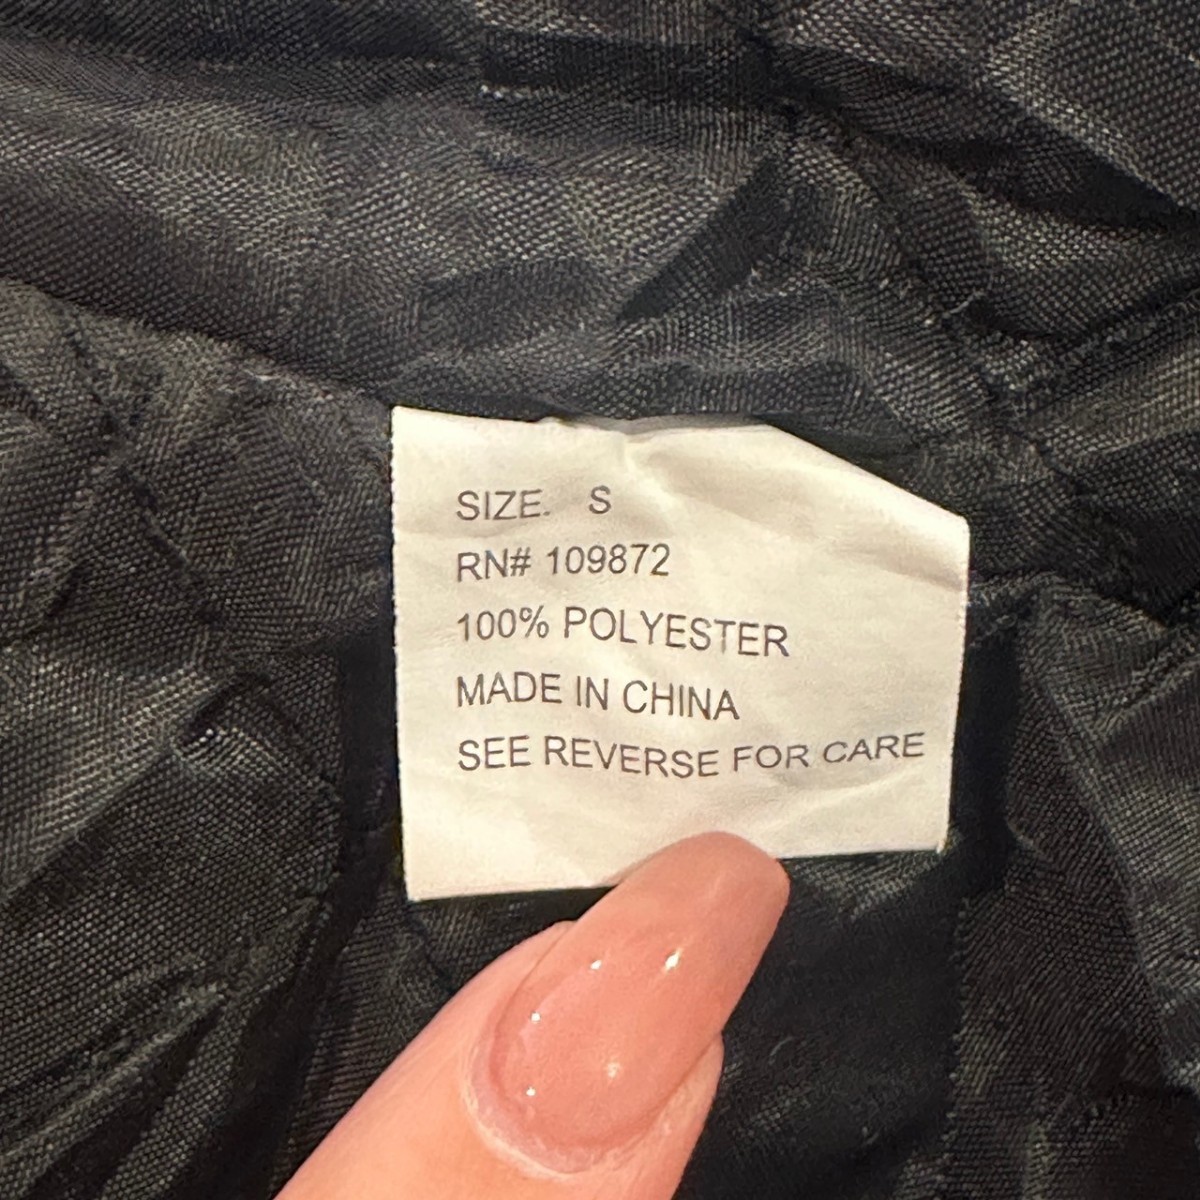 SIZE. S
RN# 109872
100% POLYESTER
MADE IN CHINA
SEE REVERSE FOR CARE